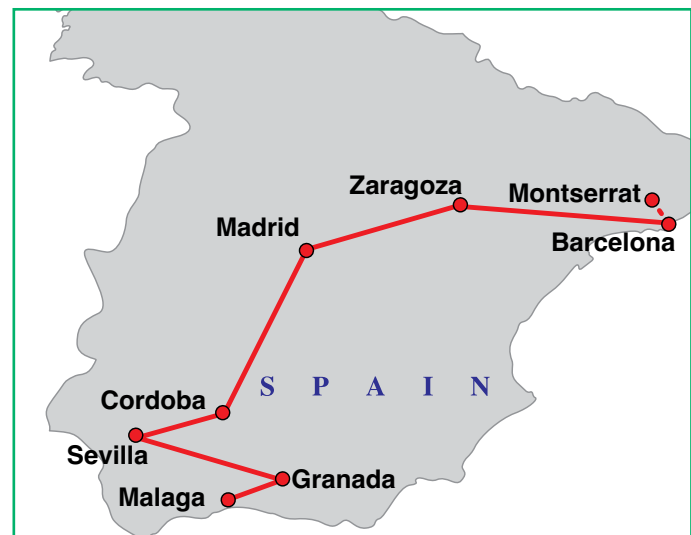 Zaragoza
Montserrat
Madrid
Barcelona
S P A I N
Cordoba
Sevilla
Granada
Malaga